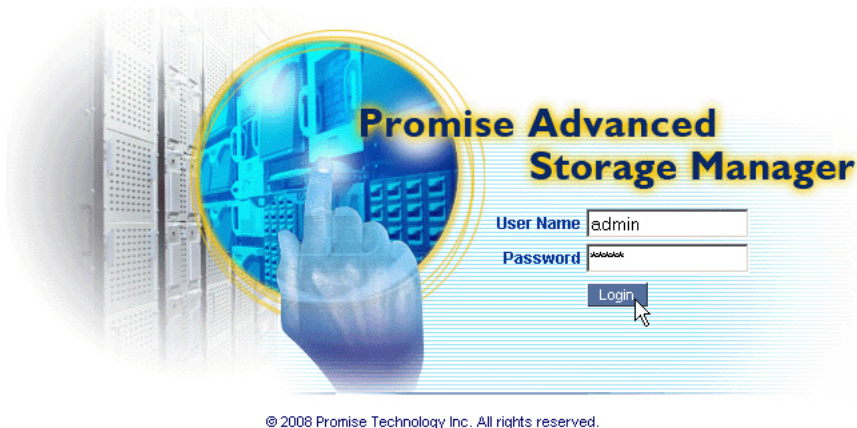 Promise Advanced
Storage Manager
User Name admin
Password *****
Login
© 2008 Promise Technology Inc. All rights reserved.